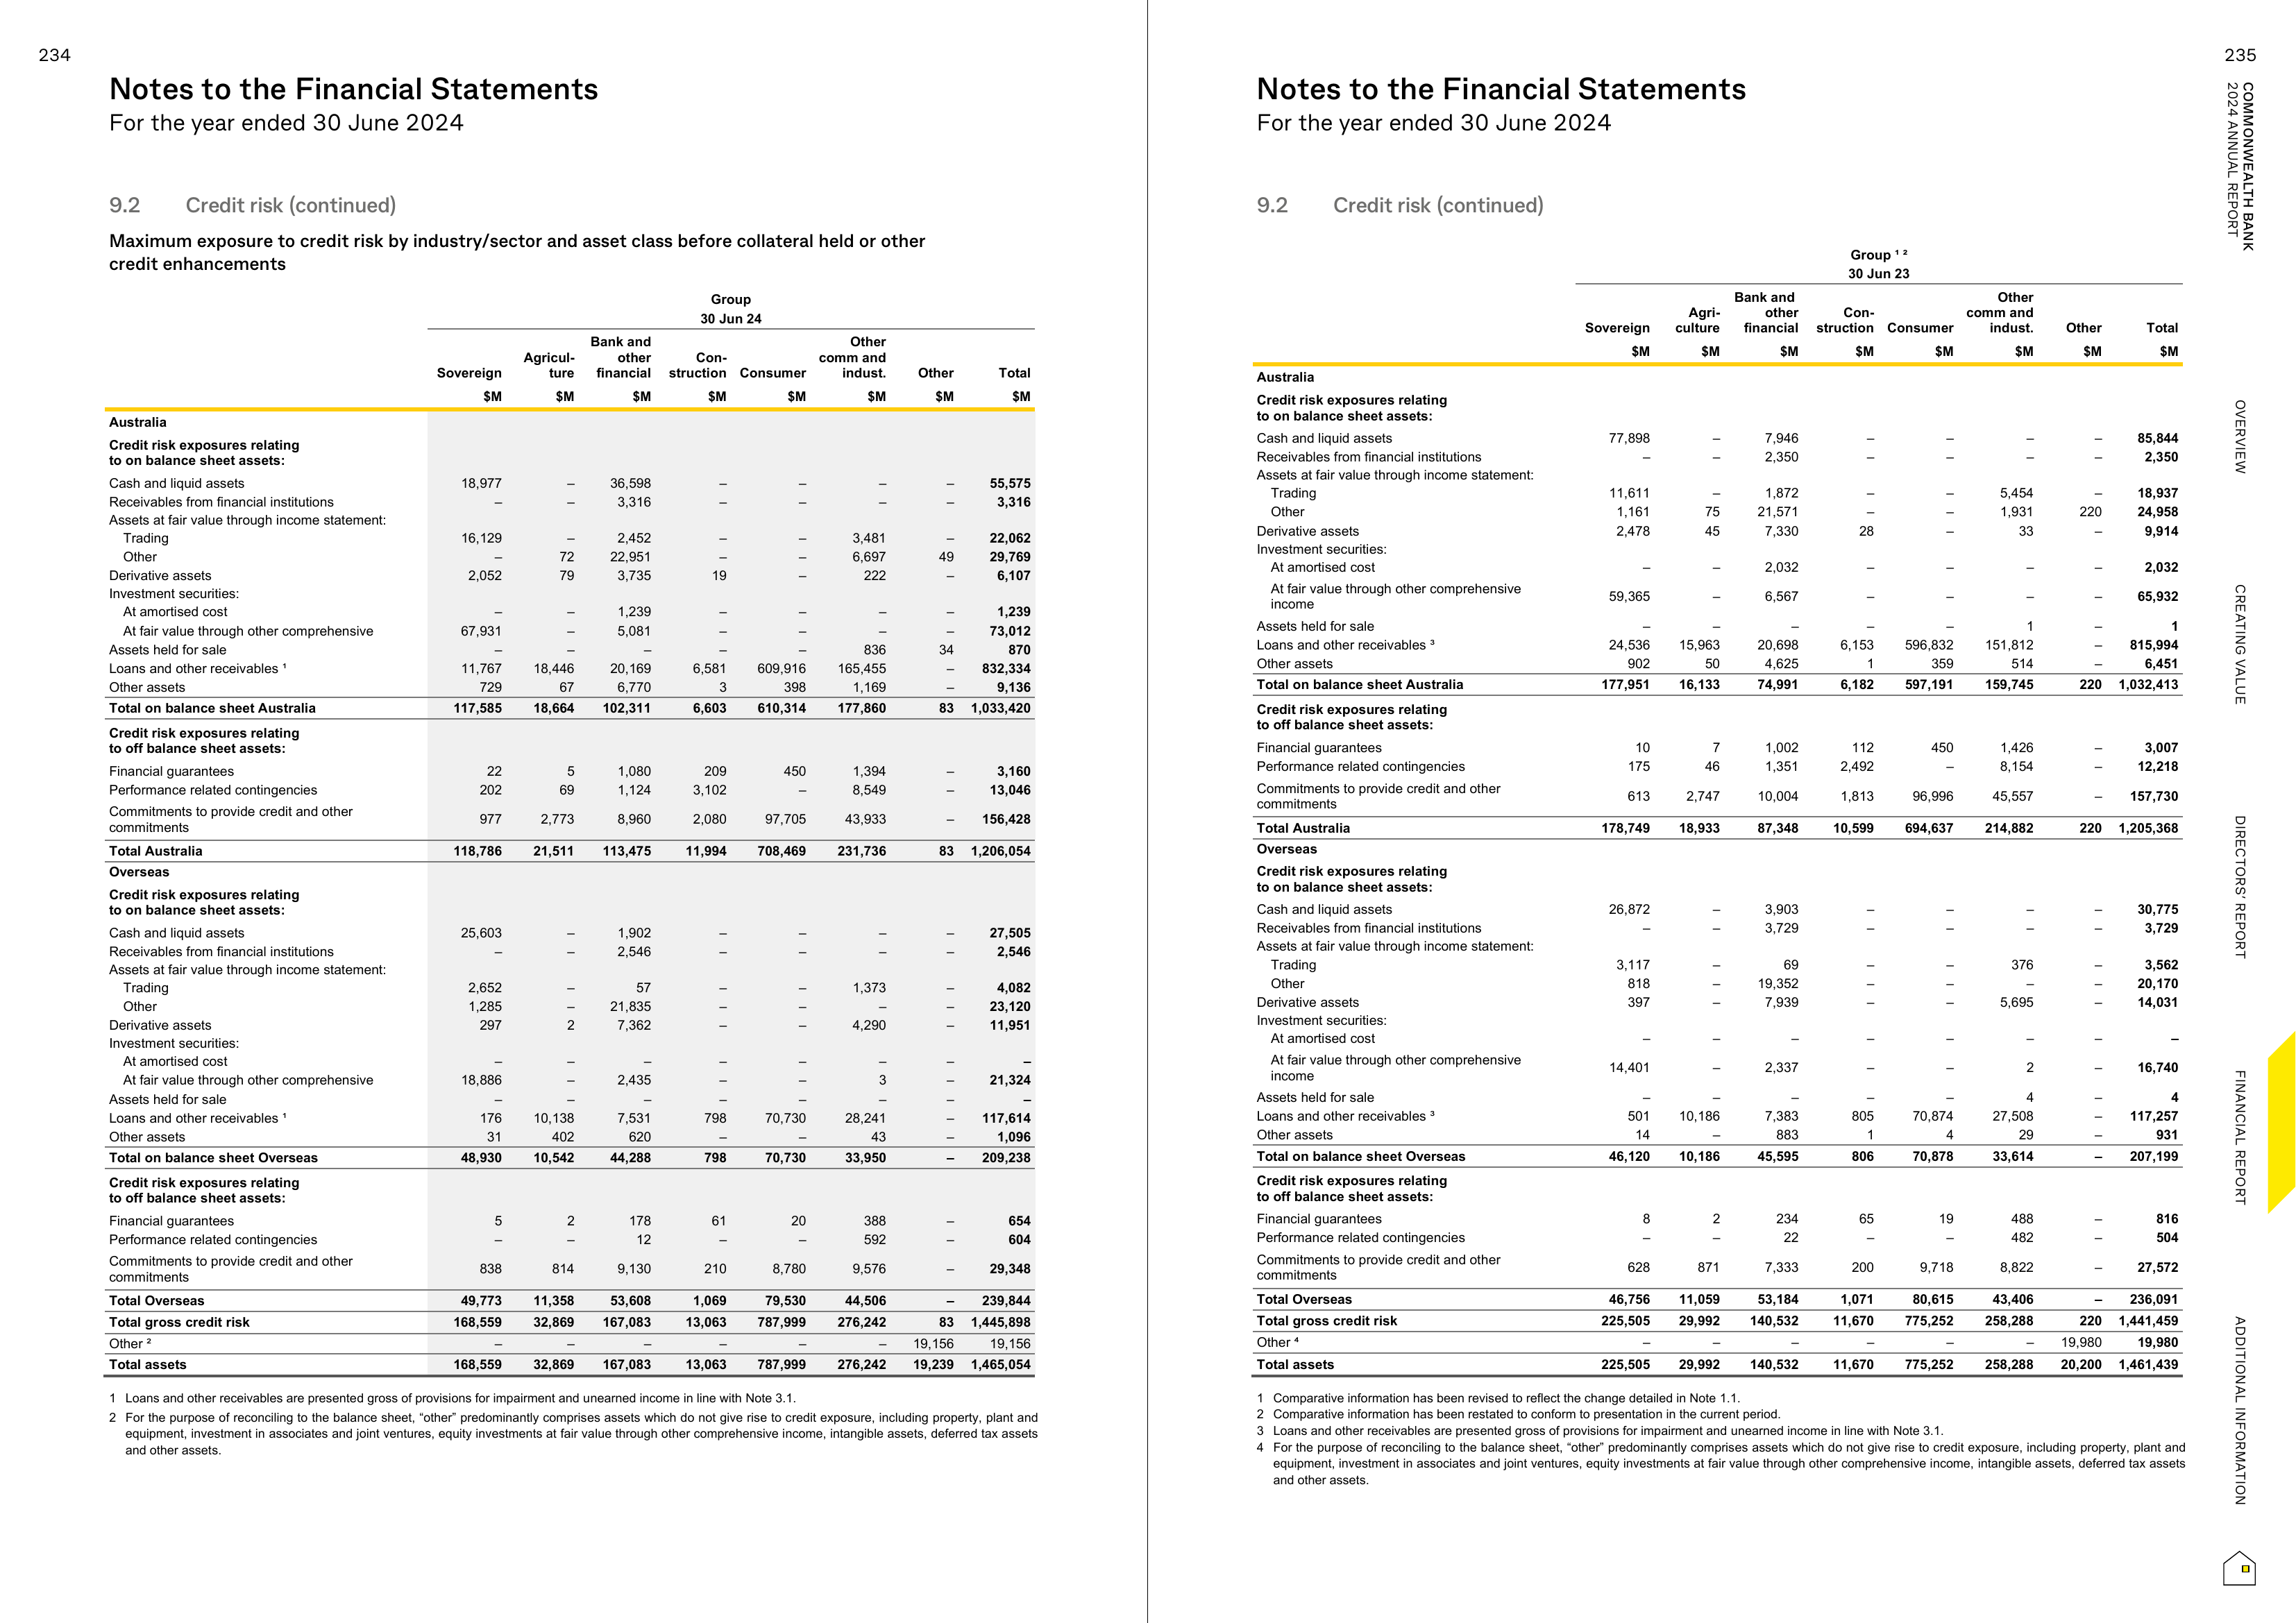 234
Notes to the Financial Statements
For the year ended 30 June 2024
9.2 Credit risk (continued)
Maximum exposure to credit risk by industry/sector and asset class before collateral held or other
credit enhancements
Group
30 Jun 24
Bank and Other
Agricul- other Con- comm and
Sovereign ture financial struction Consumer indust. Other Total
$M $M $M $M $M $M $M $M
Australia
Credit risk exposures relating
to on balance sheet assets:
Cash and liquid assets 18,977 – 36,598 – – – – 55,575
Receivables from financial institutions – – 3,316 – – – – 3,316
Assets at fair value through income statement:
Trading 16,129 – 2,452 – – 3,481 – 22,062
Other – 72 22,951 – – 6,697 49 29,769
Derivative assets 2,052 79 3,735 19 – 222 – 6,107
Investment securities:
At amortised cost – – 1,239 – – – – 1,239
At fair value through other comprehensive 67,931 – 5,081 – – – – 73,012
Assets held for sale – – – – – 836 34 870
Loans and other receivables ¹ 11,767 18,446 20,169 6,581 609,916 165,455 – 832,334
Other assets 729 67 6,770 3 398 1,169 – 9,136
Total on balance sheet Australia 117,585 18,664 102,311 6,603 610,314 177,860 83 1,033,420
Credit risk exposures relating
to off balance sheet assets:
Financial guarantees 22 5 1,080 209 450 1,394 – 3,160
Performance related contingencies 202 69 1,124 3,102 – 8,549 – 13,046
Commitments to provide credit and other
commitments 977 2,773 8,960 2,080 97,705 43,933 – 156,428
Total Australia 118,786 21,511 113,475 11,994 708,469 231,736 83 1,206,054
Overseas
Credit risk exposures relating
to on balance sheet assets:
Cash and liquid assets 25,603 – 1,902 – – – – 27,505
Receivables from financial institutions – – 2,546 – – – – 2,546
Assets at fair value through income statement:
Trading 2,652 – 57 – – 1,373 – 4,082
Other 1,285 – 21,835 – – – – 23,120
Derivative assets 297 2 7,362 – – 4,290 – 11,951
Investment securities:
At amortised cost – – – – – – – –
At fair value through other comprehensive 18,886 – 2,435 – – 3 – 21,324
Assets held for sale – – – – – – – –
Loans and other receivables ¹ 176 10,138 7,531 798 70,730 28,241 – 117,614
Other assets 31 402 620 – – 43 – 1,096
Total on balance sheet Overseas 48,930 10,542 44,288 798 70,730 33,950 – 209,238
Credit risk exposures relating
to off balance sheet assets:
Financial guarantees 5 2 178 61 20 388 – 654
Performance related contingencies – – 12 – – 592 – 604
Commitments to provide credit and other
commitments 838 814 9,130 210 8,780 9,576 – 29,348
Total Overseas 49,773 11,358 53,608 1,069 79,530 44,506 – 239,844
Total gross credit risk 168,559 32,869 167,083 13,063 787,999 276,242 83 1,445,898
Other ² – – – – – – 19,156 19,156
Total assets 168,559 32,869 167,083 13,063 787,999 276,242 19,239 1,465,054
1 Loans and other receivables are presented gross of provisions for impairment and unearned income in line with Note 3.1.
2 For the purpose of reconciling to the balance sheet, “other” predominantly comprises assets which do not give rise to credit exposure, including property, plant and
equipment, investment in associates and joint ventures, equity investments at fair value through other comprehensive income, intangible assets, deferred tax assets
and other assets.
235
Notes to the Financial Statements
For the year ended 30 June 2024
9.2 Credit risk (continued)
Group ¹ ²
30 Jun 23
Bank and Other
Agri- other Con- comm and
Sovereign culture financial struction Consumer indust. Other Total
$M $M $M $M $M $M $M $M
Australia
Credit risk exposures relating
to on balance sheet assets:
Cash and liquid assets 77,898 – 7,946 – – – – 85,844
Receivables from financial institutions – – 2,350 – – – – 2,350
Assets at fair value through income statement:
Trading 11,611 – 1,872 – – 5,454 – 18,937
Other 1,161 75 21,571 – – 1,931 220 24,958
Derivative assets 2,478 45 7,330 28 – 33 – 9,914
Investment securities:
At amortised cost – – 2,032 – – – – 2,032
At fair value through other comprehensive
income 59,365 – 6,567 – – – – 65,932
Assets held for sale – – – – – 1 – 1
Loans and other receivables ³ 24,536 15,963 20,698 6,153 596,832 151,812 – 815,994
Other assets 902 50 4,625 1 359 514 – 6,451
Total on balance sheet Australia 177,951 16,133 74,991 6,182 597,191 159,745 220 1,032,413
Credit risk exposures relating
to off balance sheet assets:
Financial guarantees 10 7 1,002 112 450 1,426 – 3,007
Performance related contingencies 175 46 1,351 2,492 – 8,154 – 12,218
Commitments to provide credit and other
commitments 613 2,747 10,004 1,813 96,996 45,557 – 157,730
Total Australia 178,749 18,933 87,348 10,599 694,637 214,882 220 1,205,368
Overseas
Credit risk exposures relating
to on balance sheet assets:
Cash and liquid assets 26,872 – 3,903 – – – – 30,775
Receivables from financial institutions – – 3,729 – – – – 3,729
Assets at fair value through income statement:
Trading 3,117 – 69 – – 376 – 3,562
Other 818 – 19,352 – – – – 20,170
Derivative assets 397 – 7,939 – – 5,695 – 14,031
Investment securities:
At amortised cost – – – – – – – –
At fair value through other comprehensive
income 14,401 – 2,337 – – 2 – 16,740
Assets held for sale – – – – – 4 – 4
Loans and other receivables ³ 501 10,186 7,383 805 70,874 27,508 – 117,257
Other assets 14 – 883 1 4 29 – 931
Total on balance sheet Overseas 46,120 10,186 45,595 806 70,878 33,614 – 207,199
Credit risk exposures relating
to off balance sheet assets:
Financial guarantees 8 2 234 65 19 488 – 816
Performance related contingencies – – 22 – – 482 – 504
Commitments to provide credit and other
commitments 628 871 7,333 200 9,718 8,822 – 27,572
Total Overseas 46,756 11,059 53,184 1,071 80,615 43,406 – 236,091
Total gross credit risk 225,505 29,992 140,532 11,670 775,252 258,288 220 1,441,459
Other ⁴ – – – – – – 19,980 19,980
Total assets 225,505 29,992 140,532 11,670 775,252 258,288 20,200 1,461,439
1 Comparative information has been revised to reflect the change detailed in Note 1.1.
2 Comparative information has been restated to conform to presentation in the current period.
3 Loans and other receivables are presented gross of provisions for impairment and unearned income in line with Note 3.1.
4 For the purpose of reconciling to the balance sheet, “other” predominantly comprises assets which do not give rise to credit exposure, including property, plant and
equipment, investment in associates and joint ventures, equity investments at fair value through other comprehensive income, intangible assets, deferred tax assets
and other assets.
COMMONWEALTH BANK
2024 ANNUAL REPORT
OVERVIEW
CREATING VALUE
DIRECTORS’ REPORT
FINANCIAL REPORT
ADDITIONAL INFORMATION